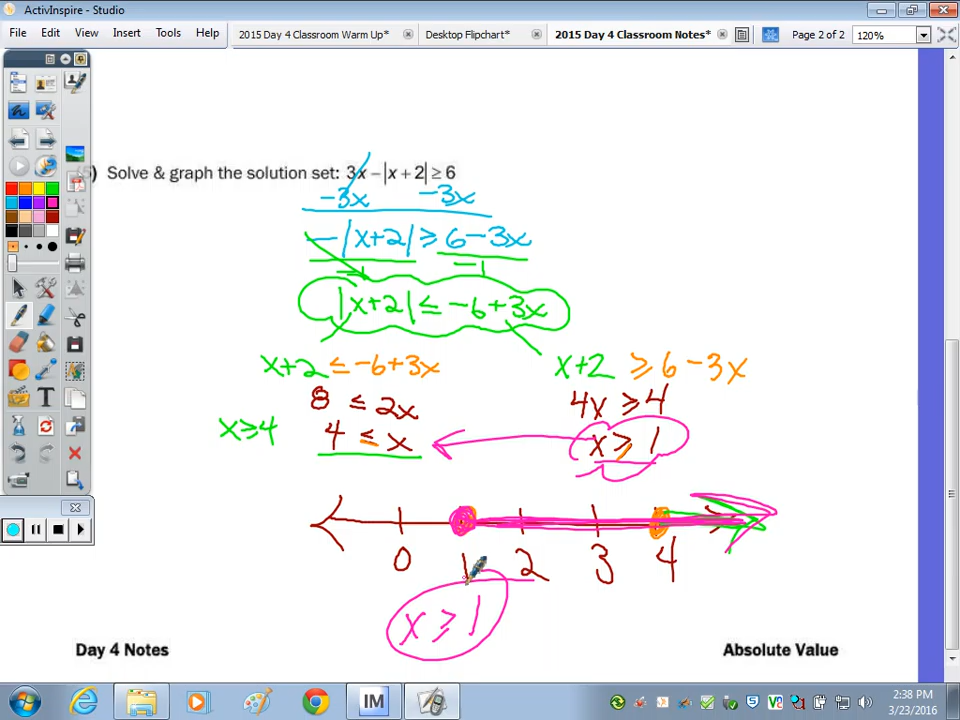 ActivInspire - Studio
File Edit View Insert Tools Help 2015 Day 4 Classroom Warm Up* Desktop Flipchart* 2015 Day 4 Classroom Notes* Page 2 of 2 120%
5) Solve & graph the solution set: 3x − |x + 2| ≥ 6
−3x −3x
−|x+2| ≥ 6−3x
−1 −1
|x+2| ≤ −6+3x
x+2 ≤ −6+3x x+2 ≥ 6−3x
8 ≤ 2x 4x ≥ 4
x≥4 4 ≤ x x ≥ 1
0 1 2 3 4
x ≥ 1
Day 4 Notes Absolute Value
IM
2:38 PM
3/23/2016